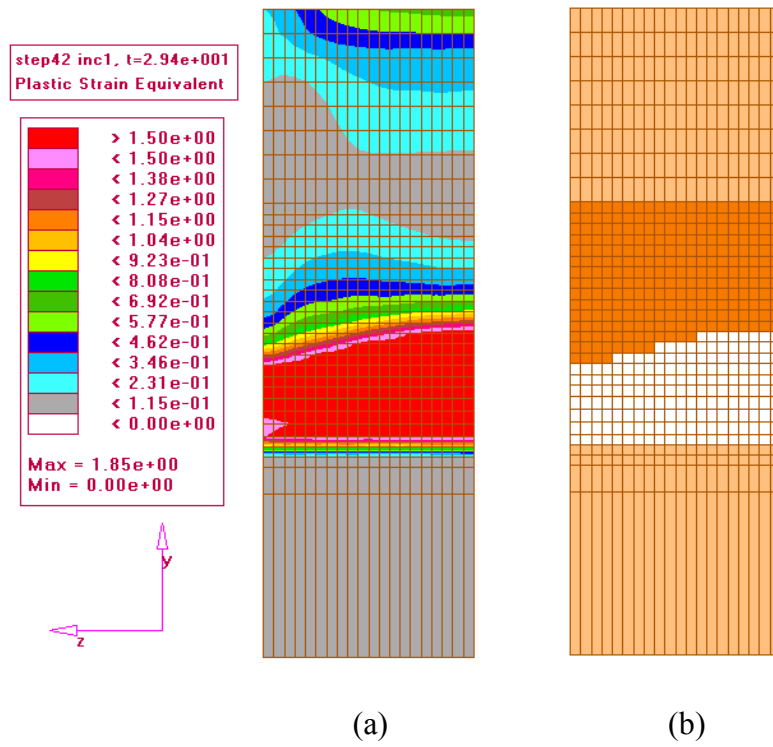 step42 inc1, t=2.94e+001
Plastic Strain Equivalent
> 1.50e+00
< 1.50e+00
< 1.38e+00
< 1.27e+00
< 1.15e+00
< 1.04e+00
< 9.23e-01
< 8.08e-01
< 6.92e-01
< 5.77e-01
< 4.62e-01
< 3.46e-01
< 2.31e-01
< 1.15e-01
< 0.00e+00
Max = 1.85e+00
Min = 0.00e+00
y
z
(a) (b)